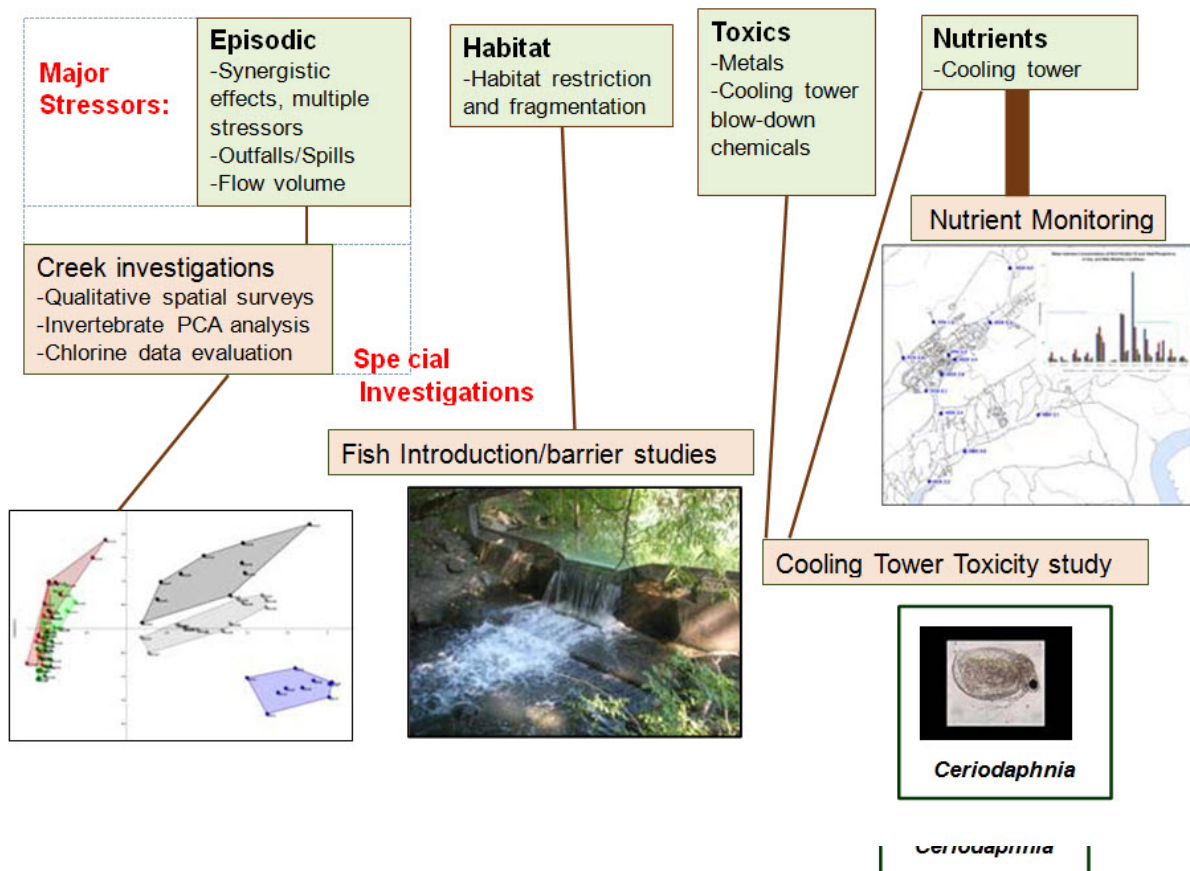 Major
Stressors:
Episodic
-Synergistic
effects, multiple
stressors
-Outfalls/Spills
-Flow volume
Habitat
-Habitat restriction
and fragmentation
Toxics
-Metals
-Cooling tower
blow-down
chemicals
Nutrients
-Cooling tower
Creek investigations
-Qualitative spatial surveys
-Invertebrate PCA analysis
-Chlorine data evaluation
Spe cial
Investigations
Nutrient Monitoring
Fish Introduction/barrier studies
Cooling Tower Toxicity study
Ceriodaphnia
Ceriodaphnia